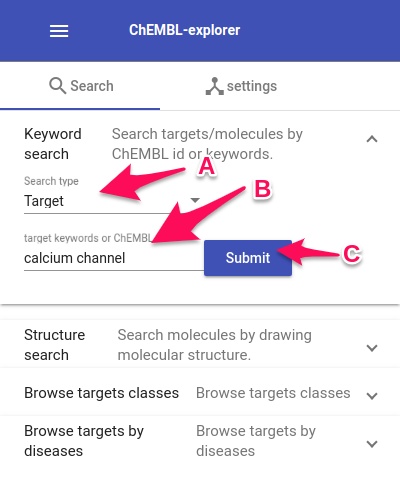 ChEMBL-explorer
Search
settings
Keyword search
Search targets/molecules by
ChEMBL id or keywords.
A
Search type
Target
B
target keywords or ChEMBL
calcium channel
Submit
C
Structure search
Search molecules by drawing
molecular structure.
Browse targets classes
Browse targets classes
Browse targets by
diseases
Browse targets by
diseases